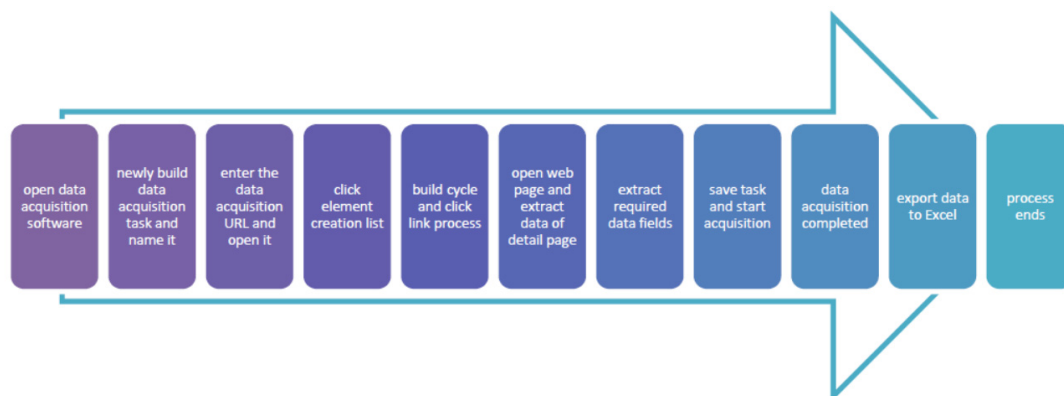 open data
acquisition
software
newly build
data
acquisition
task and
name it
enter the
data
acquisition
URL and
open it
click
element
creation list
build cycle
and click
link process
open web
page and
extract
data of
detail page
extract
required
data fields
save task
and start
acquisition
data
acquisition
completed
export data
to Excel
process
ends